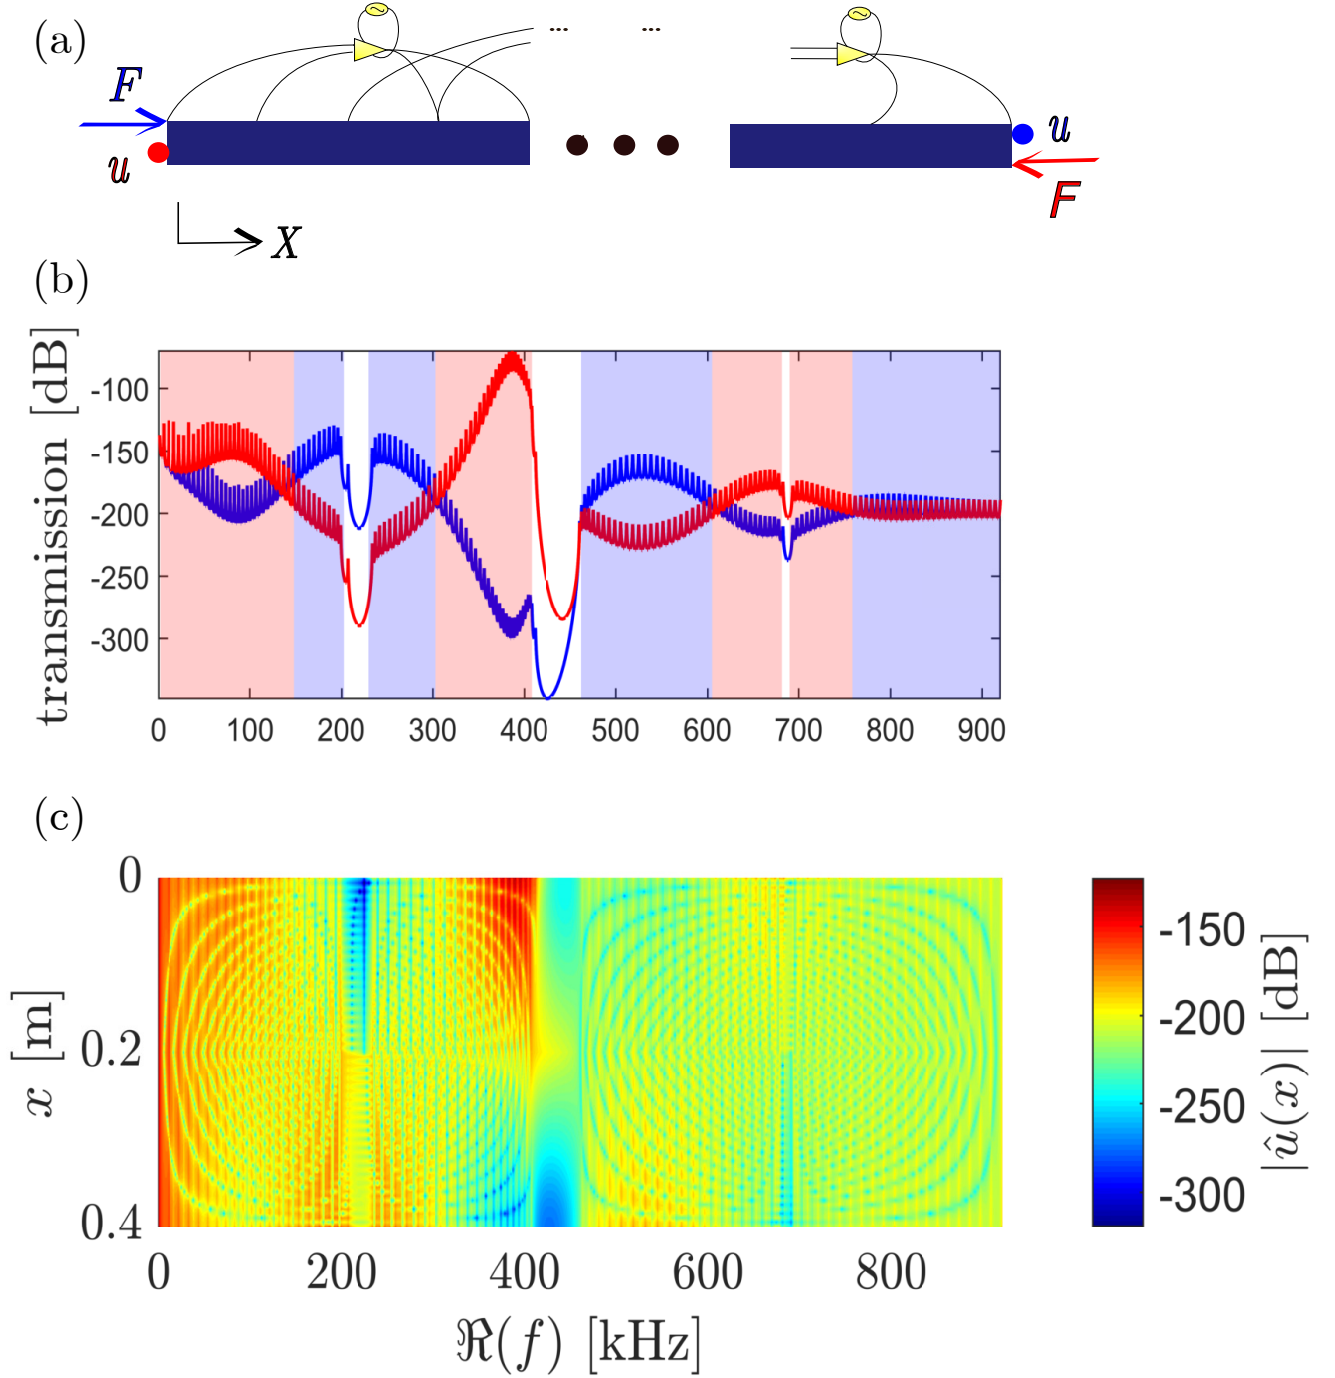 (a)
... ...
F
u
u
F
X
(b)
transmission [dB]
-100
-150
-200
-250
-300
0 100 200 300 400 500 600 700 800 900
(c)
x [m]
0
0.2
0.4
0 200 400 600 800
ℜ(f) [kHz]
-150
-200
-250
-300
|û(x)| [dB]